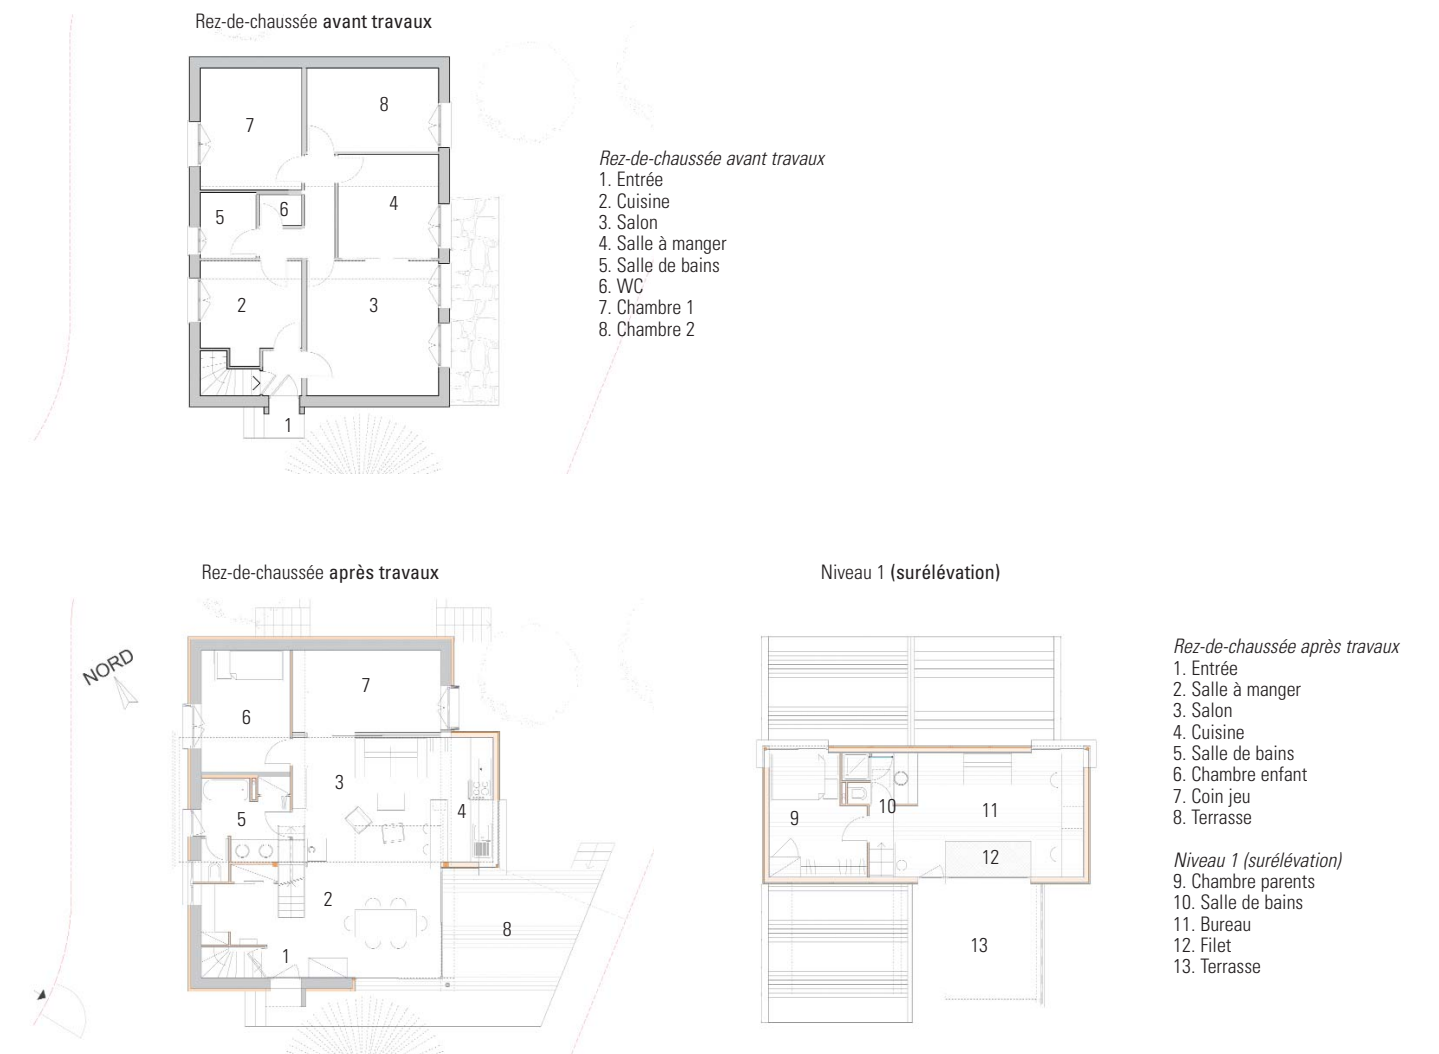 Rez-de-chaussée avant travaux
7
8
5
6
4
2
3
1
Rez-de-chaussée avant travaux
1. Entrée
2. Cuisine
3. Salon
4. Salle à manger
5. Salle de bains
6. WC
7. Chambre 1
8. Chambre 2
Rez-de-chaussée après travaux
NORD
7
6
3
4
5
2
8
1
Niveau 1 (surélévation)
9
10
11
12
13
Rez-de-chaussée après travaux
1. Entrée
2. Salle à manger
3. Salon
4. Cuisine
5. Salle de bains
6. Chambre enfant
7. Coin jeu
8. Terrasse
Niveau 1 (surélévation)
9. Chambre parents
10. Salle de bains
11. Bureau
12. Filet
13. Terrasse